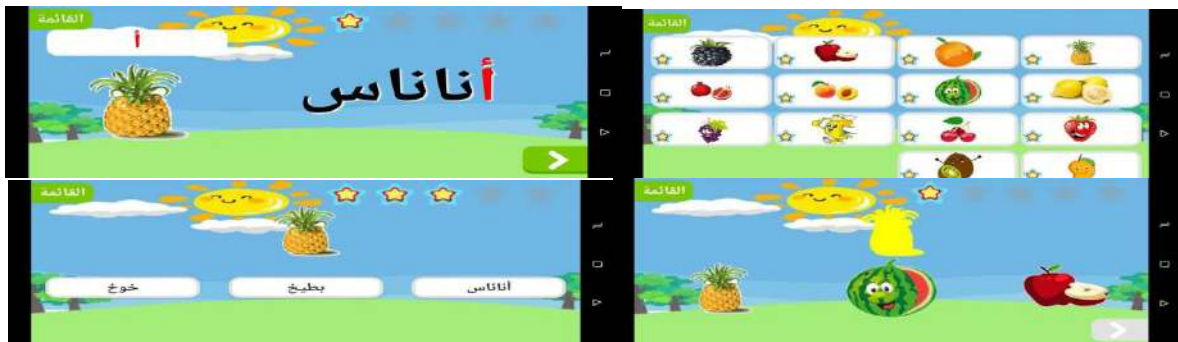 القائمة
أ
أناناس
القائمة
القائمة
أناناس
بطيخ
خوخ
القائمة